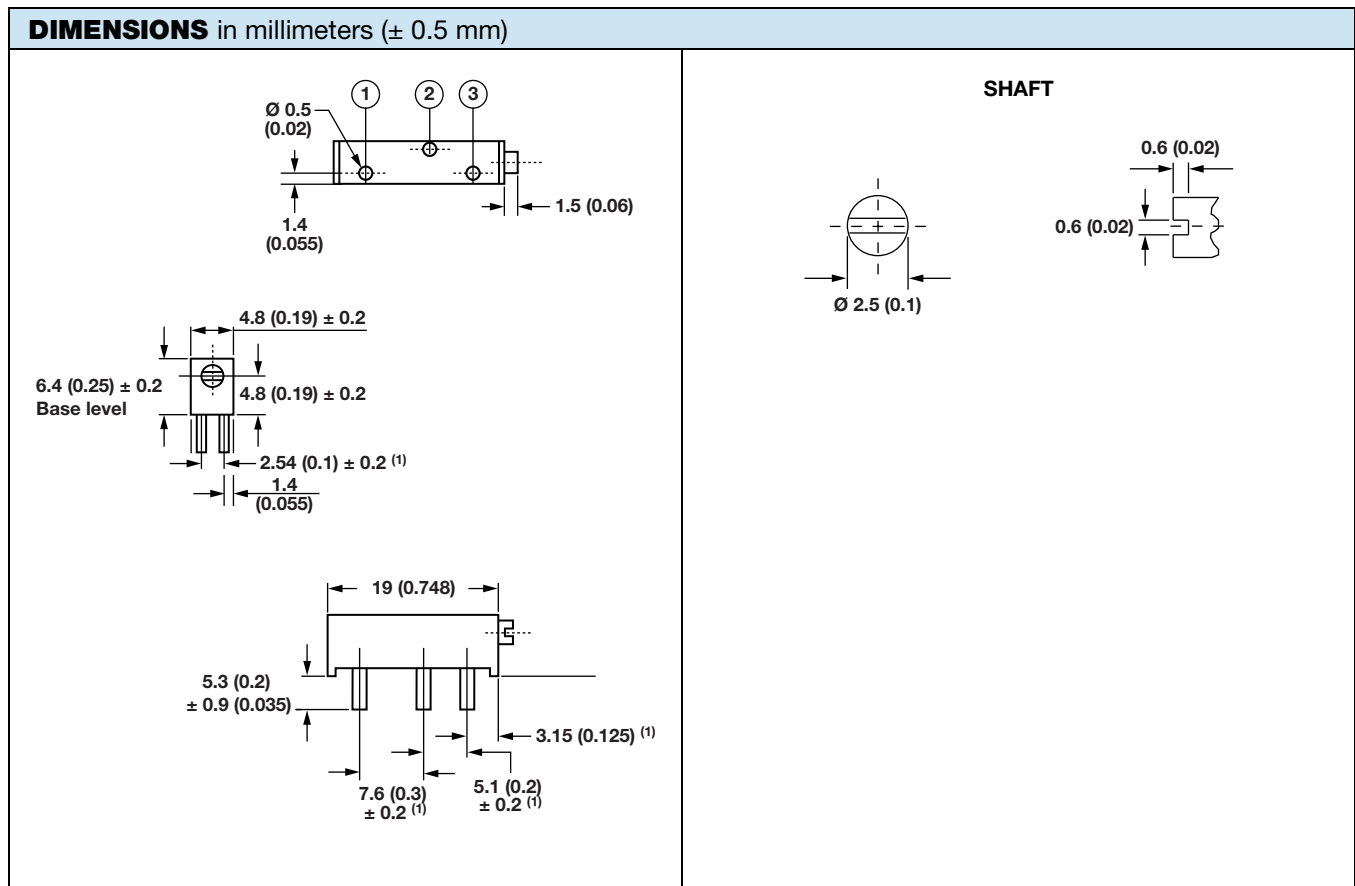 DIMENSIONS in millimeters (± 0.5 mm)
1
2
3
Ø 0.5
(0.02)
1.5 (0.06)
1.4
(0.055)
4.8 (0.19) ± 0.2
6.4 (0.25) ± 0.2
Base level
4.8 (0.19) ± 0.2
2.54 (0.1) ± 0.2 (1)
1.4
(0.055)
19 (0.748)
5.3 (0.2)
± 0.9 (0.035)
3.15 (0.125) (1)
7.6 (0.3)
± 0.2 (1)
5.1 (0.2)
± 0.2 (1)
SHAFT
0.6 (0.02)
0.6 (0.02)
Ø 2.5 (0.1)